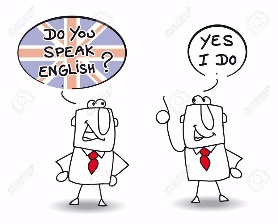 DO YOU
SPEAK
ENGLISH?
YES
I DO